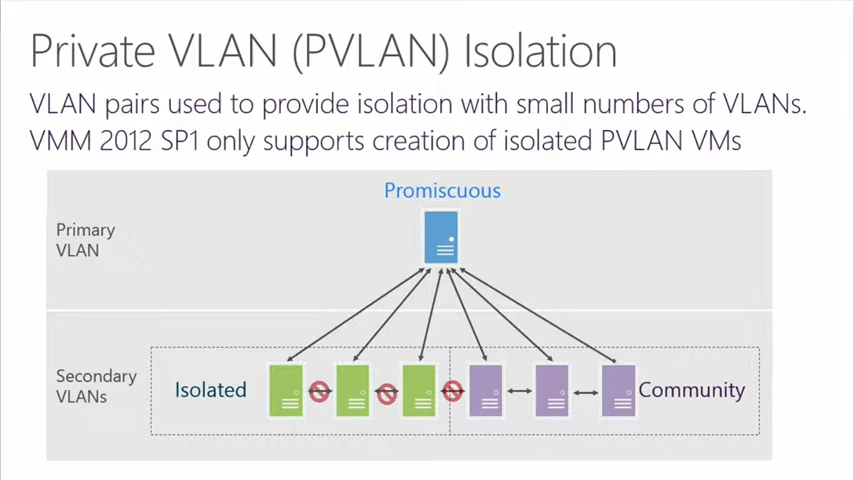 Private VLAN (PVLAN) Isolation
VLAN pairs used to provide isolation with small numbers of VLANs.
VMM 2012 SP1 only supports creation of isolated PVLAN VMs
Promiscuous
Primary
VLAN
Secondary
VLANs
Isolated
Community